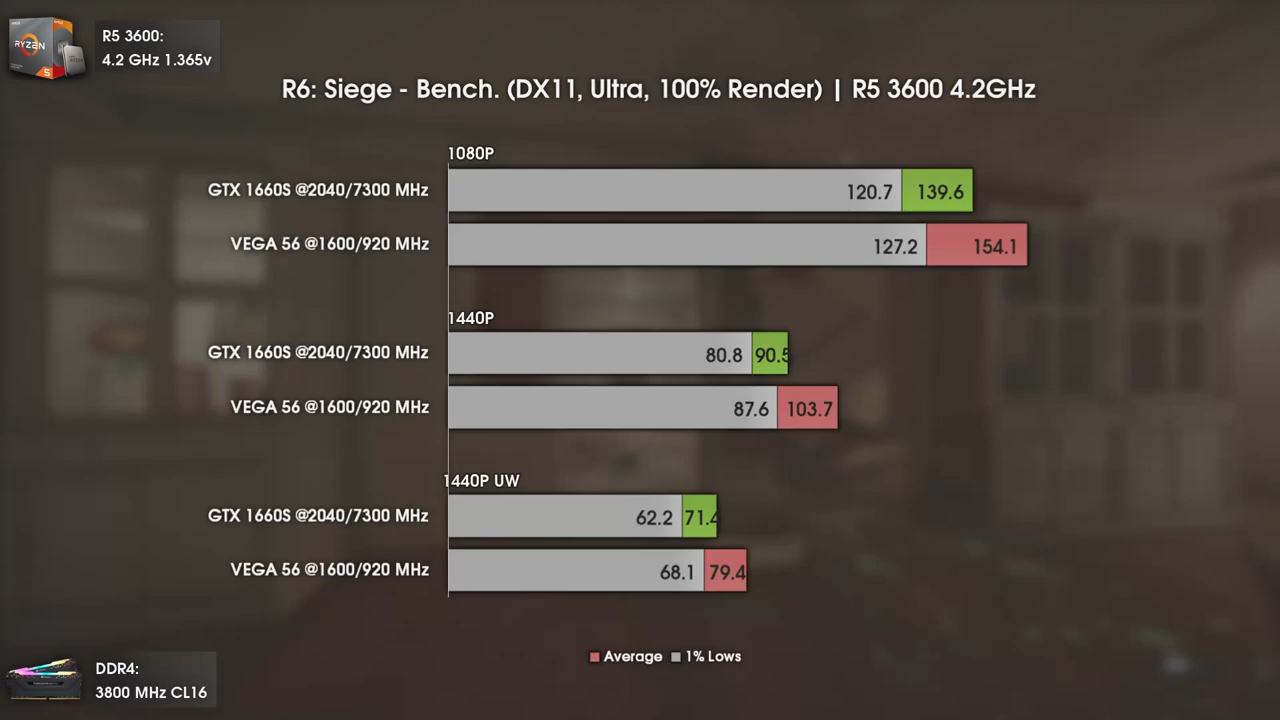 RYZEN
5
R5 3600:
4.2 GHz 1.365v
R6: Siege - Bench. (DX11, Ultra, 100% Render) | R5 3600 4.2GHz
1080P
GTX 1660S @2040/7300 MHz 120.7 139.6
VEGA 56 @1600/920 MHz 127.2 154.1
1440P
GTX 1660S @2040/7300 MHz 80.8 90.5
VEGA 56 @1600/920 MHz 87.6 103.7
1440P UW
GTX 1660S @2040/7300 MHz 62.2 71.4
VEGA 56 @1600/920 MHz 68.1 79.4
Average 1% Lows
DDR4:
3800 MHz CL16